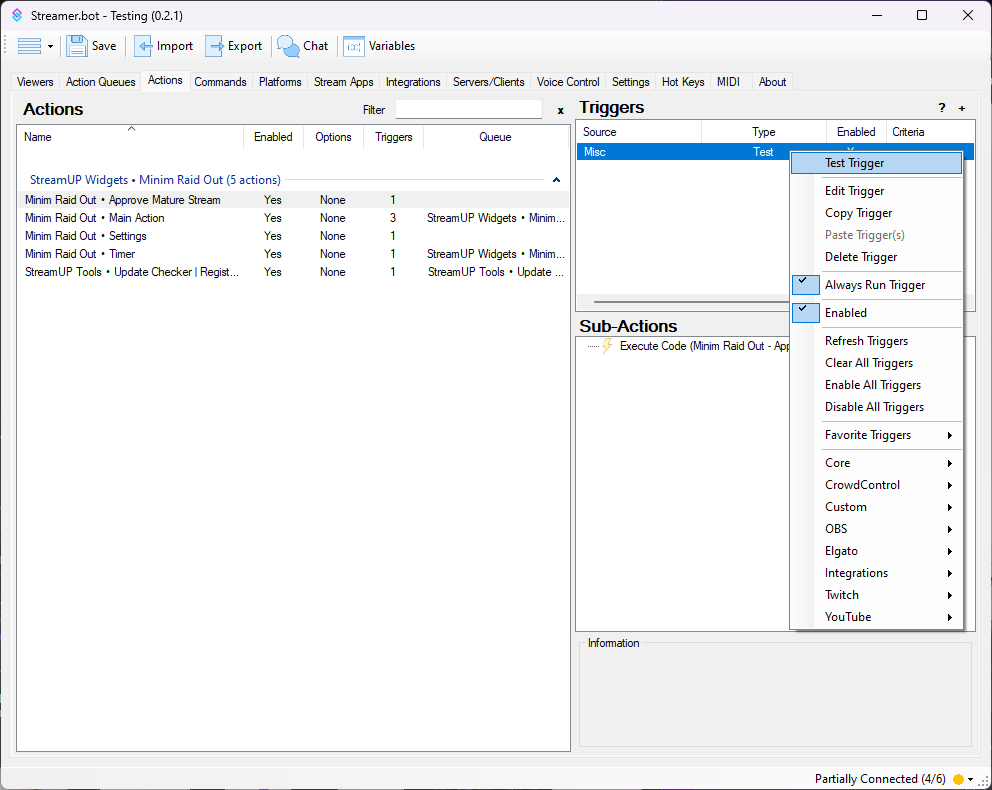 Streamer.bot - Testing (0.2.1)
Save Import Export Chat Variables
Viewers Action Queues Actions Commands Platforms Stream Apps Integrations Servers/Clients Voice Control Settings Hot Keys MIDI About
Actions Filter x
Name Enabled Options Triggers Queue
StreamUP Widgets • Minim Raid Out (5 actions)
Minim Raid Out • Approve Mature Stream Yes None 1
Minim Raid Out • Main Action Yes None 3 StreamUP Widgets • Minim...
Minim Raid Out • Settings Yes None 1
Minim Raid Out • Timer Yes None 1 StreamUP Widgets • Minim...
StreamUP Tools • Update Checker | Regist... Yes None 1 StreamUP Tools • Update ...
Triggers ? +
Source Type Enabled Criteria
Misc Test
Test Trigger
Edit Trigger
Copy Trigger
Paste Trigger(s)
Delete Trigger
Always Run Trigger
Enabled
Refresh Triggers
Clear All Triggers
Enable All Triggers
Disable All Triggers
Favorite Triggers
Core
CrowdControl
Custom
OBS
Elgato
Integrations
Twitch
YouTube
Sub-Actions
Execute Code (Minim Raid Out - App
Information
Partially Connected (4/6)